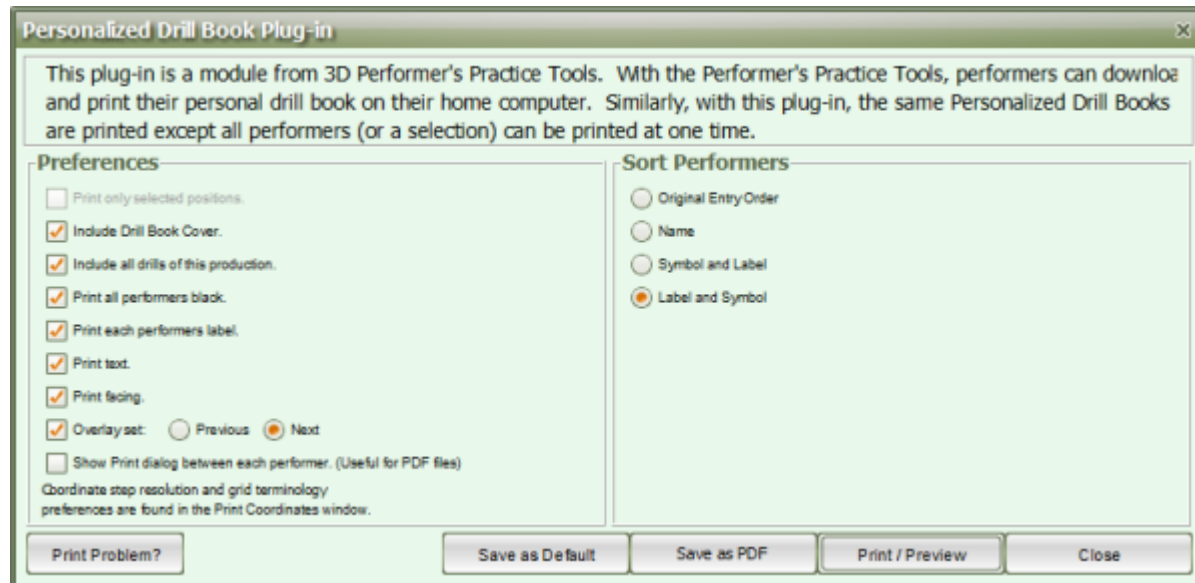 Personalized Drill Book Plug-in
This plug-in is a module from 3D Performer's Practice Tools.  With the Performer's Practice Tools, performers can downloa
and print their personal drill book on their home computer.  Similarly, with this plug-in, the same Personalized Drill Books
are printed except all performers (or a selection) can be printed at one time.
Preferences
Print only selected positions.
Include Drill Book Cover.
Include all drills of this production.
Print all performers black.
Print each performers label.
Print text.
Print facing.
Overlay set: Previous Next
Show Print dialog between each performer. (Useful for PDF files)
Coordinate step resolution and grid terminology
preferences are found in the Print Coordinates window.
Sort Performers
Original Entry Order
Name
Symbol and Label
Label and Symbol
Print Problem? Save as Default Save as PDF Print / Preview Close